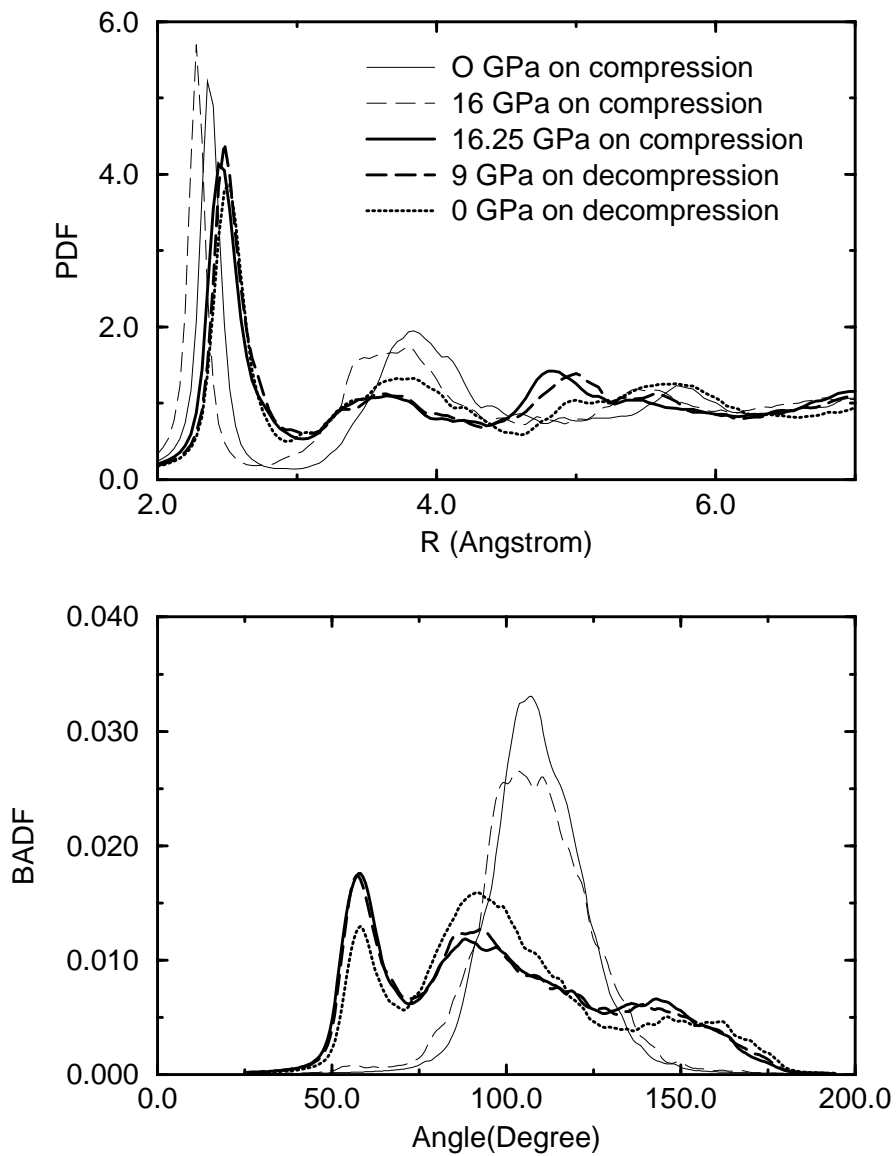 6.0
4.0
2.0
0.0
PDF
O GPa on compression
16 GPa on compression
16.25 GPa on compression
9 GPa on decompression
0 GPa on decompression
2.0 4.0 6.0
R (Angstrom)
0.040
0.030
0.020
0.010
0.000
BADF
0.0 50.0 100.0 150.0 200.0
Angle(Degree)